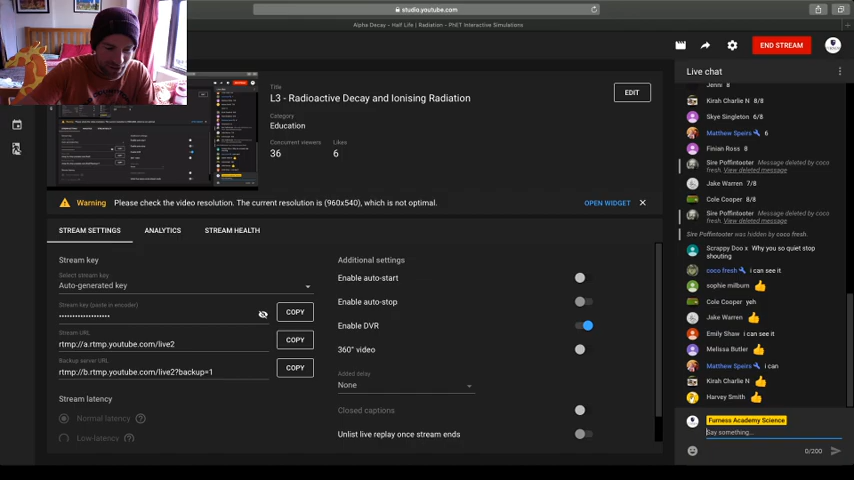 studio.youtube.com
Alpha Decay - Half Life | Radiation - PhET Interactive Simulations
END STREAM
Title
L3 - Radioactive Decay and Ionising Radiation
EDIT
Category
Education
Concurrent viewers
Likes
36
6
Warning
Please check the video resolution. The current resolution is (960x540), which is not optimal.
OPEN WIDGET
STREAM SETTINGS
ANALYTICS
STREAM HEALTH
Stream key
Select stream key
Auto-generated key
Stream key (paste in encoder)
COPY
Stream URL
rtmp://a.rtmp.youtube.com/live2
COPY
Backup server URL
rtmp://b.rtmp.youtube.com/live2?backup=1
COPY
Stream latency
Normal latency
Low-latency
Additional settings
Enable auto-start
Enable auto-stop
Enable DVR
360° video
Added delay
None
Closed captions
Unlist live replay once stream ends
Live chat
Jenni 8
Kirah Charlie N 8/8
Skye Singleton 6/8
Matthew Speirs 6
Finian Ross 8
Sire Poffintooter Message deleted by coco
fresh. View deleted message
Jake Warren 7/8
Cole Cooper 8/8
Sire Poffintooter Message deleted by coco
fresh. View deleted message
Sire Poffintooter was hidden by coco fresh.
Scrappy Doo x Why you so quiet stop
shouting
coco fresh i can see it
sophie milburn
Cole Cooper yeh
Jake Warren
Emily Shaw i can see it
Melissa Butler
Matthew Speirs i can
Kirah Charlie N
Harvey Smith
Furness Academy Science
Say something...
0/200